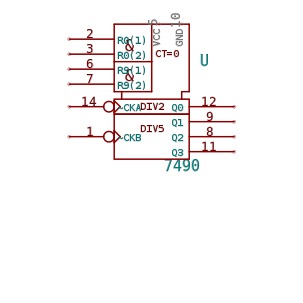 VCC 5
GND 10
2 R0(1)
3 R0(2)
&
CT=0
U
6 R9(1)
7 R9(2)
&
14 CKA DIV2 Q0 12
Q1 9
1 CKB DIV5 Q2 8
Q3 11
7490